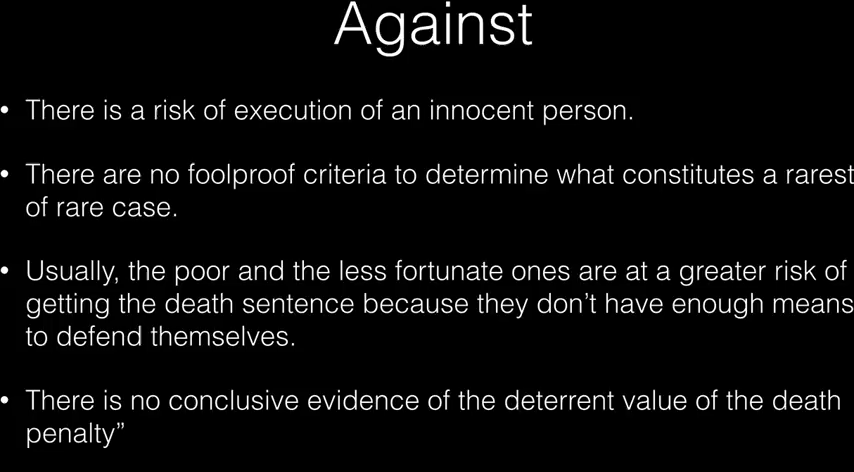 Against
• There is a risk of execution of an innocent person.
• There are no foolproof criteria to determine what constitutes a rarest
of rare case.
• Usually, the poor and the less fortunate ones are at a greater risk of
getting the death sentence because they don’t have enough means
to defend themselves.
• There is no conclusive evidence of the deterrent value of the death
penalty”